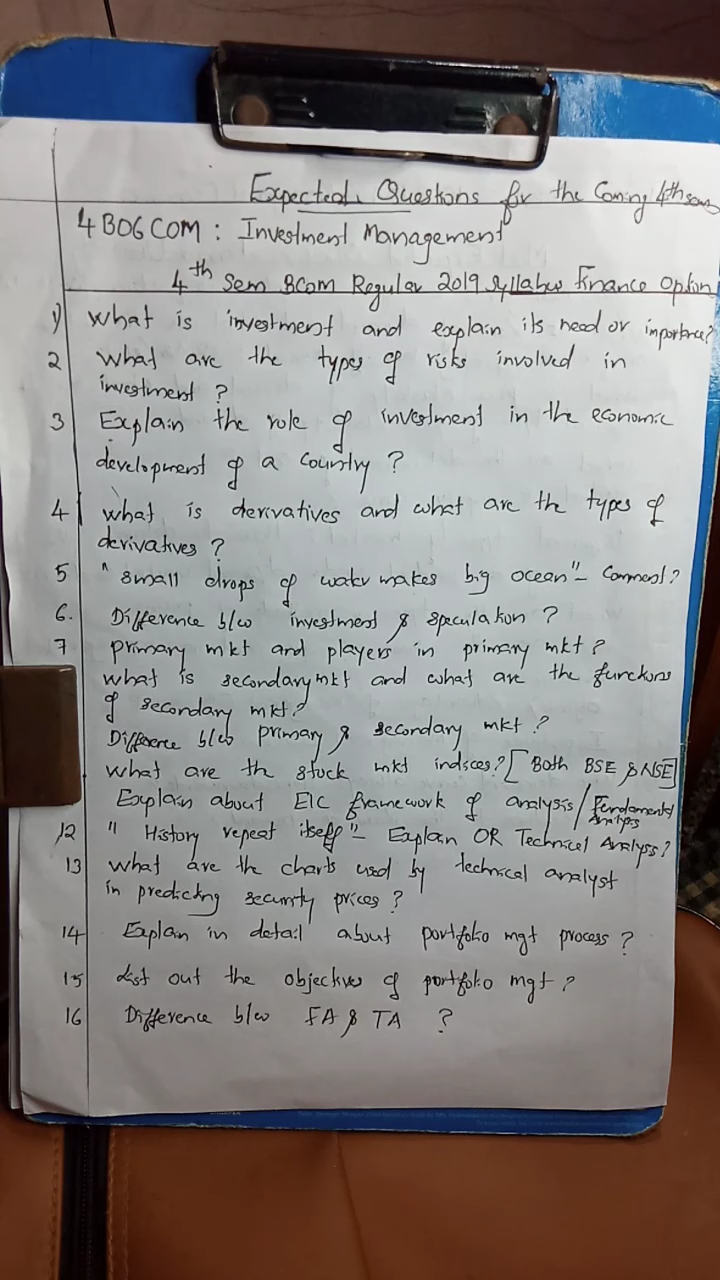 Expected Questions for the Coming 4th sem
4 BO6 COM : Investment Management
4th Sem BCom Regular 2019 Syllabus Finance Option
1) What is investment and explain its need or importance?
2 What are the types of risks involved in
investment ?
3 Explain the role of investment in the economic
development of a country ?
4 what is derivatives and what are the types of
derivatives ?
5 "small drops of water makes big ocean" - Comment?
6. Difference b/w investment & speculation ?
7 primary mkt and players in primary mkt ?
what is secondary mkt and what are the functions
of secondary mkt ?
Difference b/w primary & secondary mkt ?
what are the stock mkt indices? [Both BSE & NSE]
Explain about EIC framework of analysis / Fundamental
Analysis
12 " History repeat itself" - Explain OR Technical Analysis?
13 what are the charts used by technical analyst
in predicting security prices ?
14 Explain in detail about portfolio mgt process ?
15 List out the objectives of portfolio mgt ?
16 Difference b/w FA & TA ?